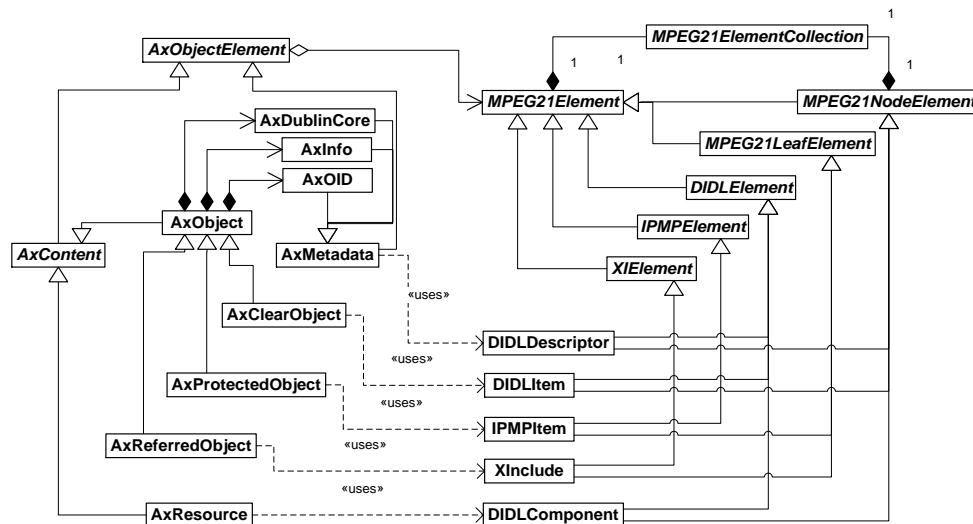 1
AxObjectElement
MPEG21ElementCollection
1
1
MPEG21Element
MPEG21NodeElement
AxDublinCore
AxInfo
MPEG21LeafElement
AxOID
DIDLElement
AxObject
IPMPElement
AxContent
AxMetadata
XIElement
«uses»
AxClearObject
DIDLDescriptor
«uses»
AxProtectedObject
DIDLItem
«uses»
IPMPItem
AxReferredObject
«uses»
XInclude
«uses»
AxResource
DIDLComponent